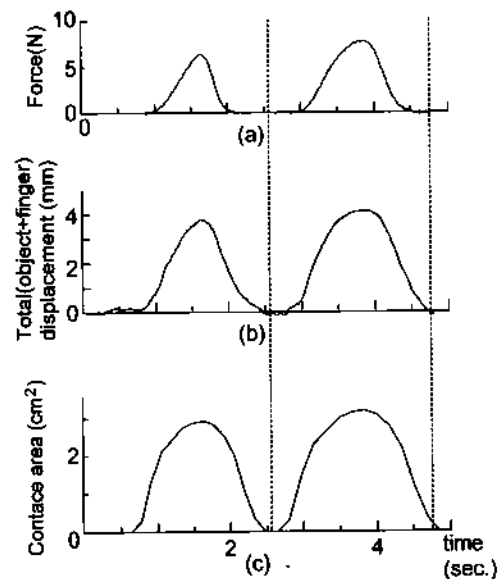 Force(N)
10
5
0
0
(a)
Total(object+finger)
displacement (mm)
4
2
0
(b)
Contace area (cm²)
2
0
2
4
time
(sec.)
(c)